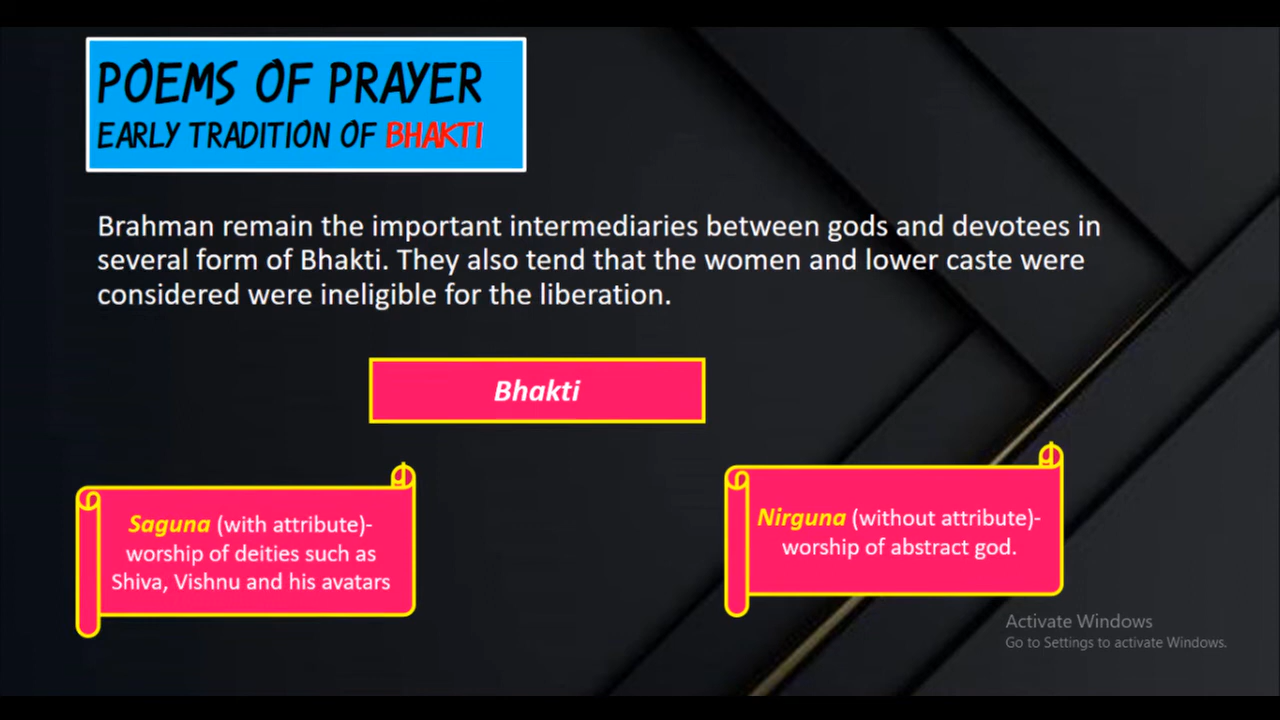 POEMS OF PRAYER
EARLY TRADITION OF BHAKTI
Brahman remain the important intermediaries between gods and devotees in
several form of Bhakti. They also tend that the women and lower caste were
considered were ineligible for the liberation.
Bhakti
Saguna (with attribute)-
worship of deities such as
Shiva, Vishnu and his avatars
Nirguna (without attribute)-
worship of abstract god.
Activate Windows
Go to Settings to activate Windows.